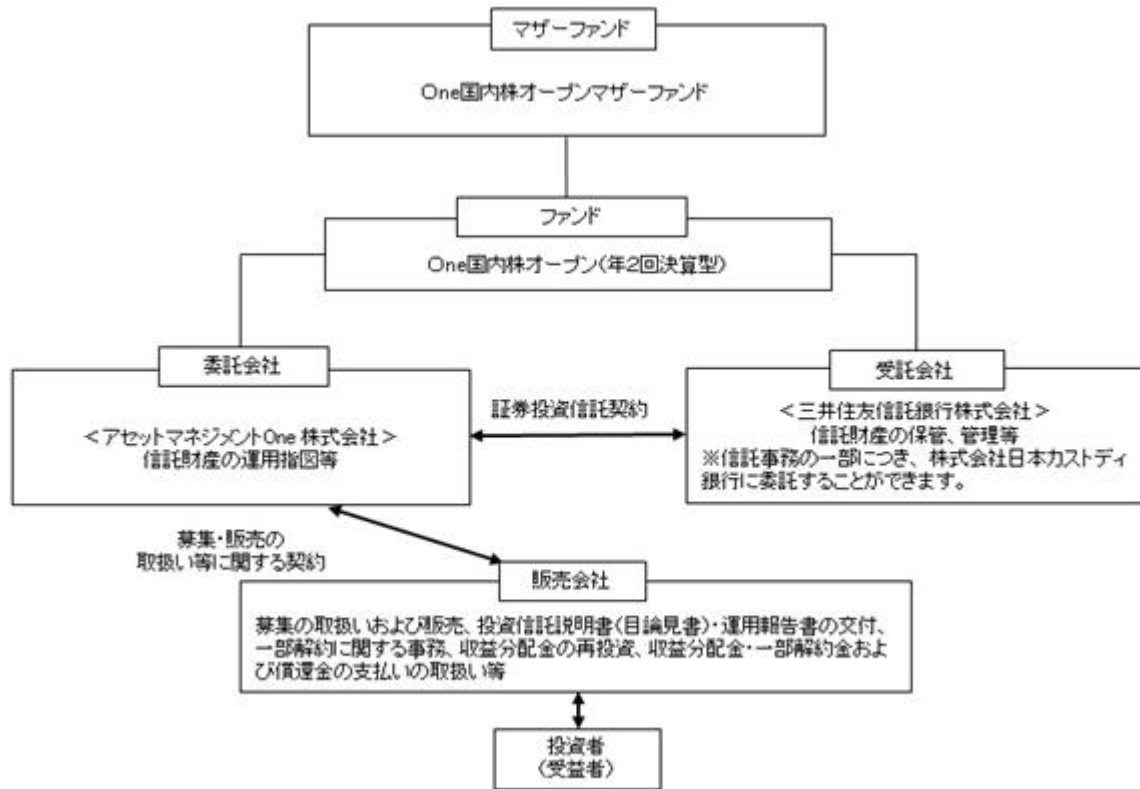 マザーファンド
One国内株オープンマザーファンド
ファンド
One国内株オープン(年2回決算型)
委託会社
<アセットマネジメントOne 株式会社>
信託財産の運用指図等
証券投資信託契約
受託会社
<三井住友信託銀行株式会社>
信託財産の保管、管理等
※信託事務の一部につき、株式会社日本カストディ
銀行に委託することができます。
募集・販売の
取扱い等に関する契約
販売会社
募集の取扱いおよび販売、投資信託説明書(目論見書)・運用報告書の交付、
一部解約に関する事務、収益分配金の再投資、収益分配金・一部解約金およ
び償還金の支払いの取扱い等
投資者
(受益者)